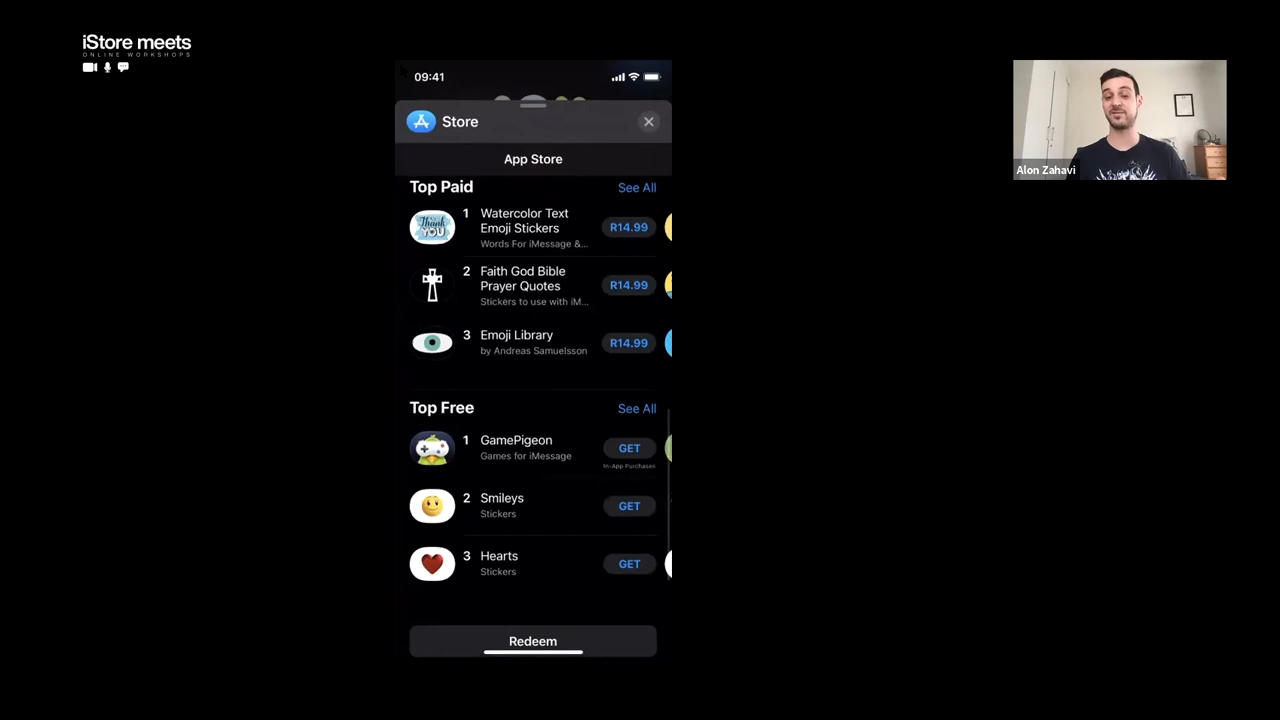 iStore meets
ONLINE WORKSHOPS
09:41
Store
App Store
Top Paid
See All
Thank YOU
1
Watercolor Text
Emoji Stickers
Words For iMessage &...
R14.99
2
Faith God Bible
Prayer Quotes
Stickers to use with iM...
R14.99
3
Emoji Library
by Andreas Samuelsson
R14.99
Top Free
See All
1
GamePigeon
Games for iMessage
GET
In-App Purchases
2
Smileys
Stickers
GET
3
Hearts
Stickers
GET
Redeem
Alon Zahavi